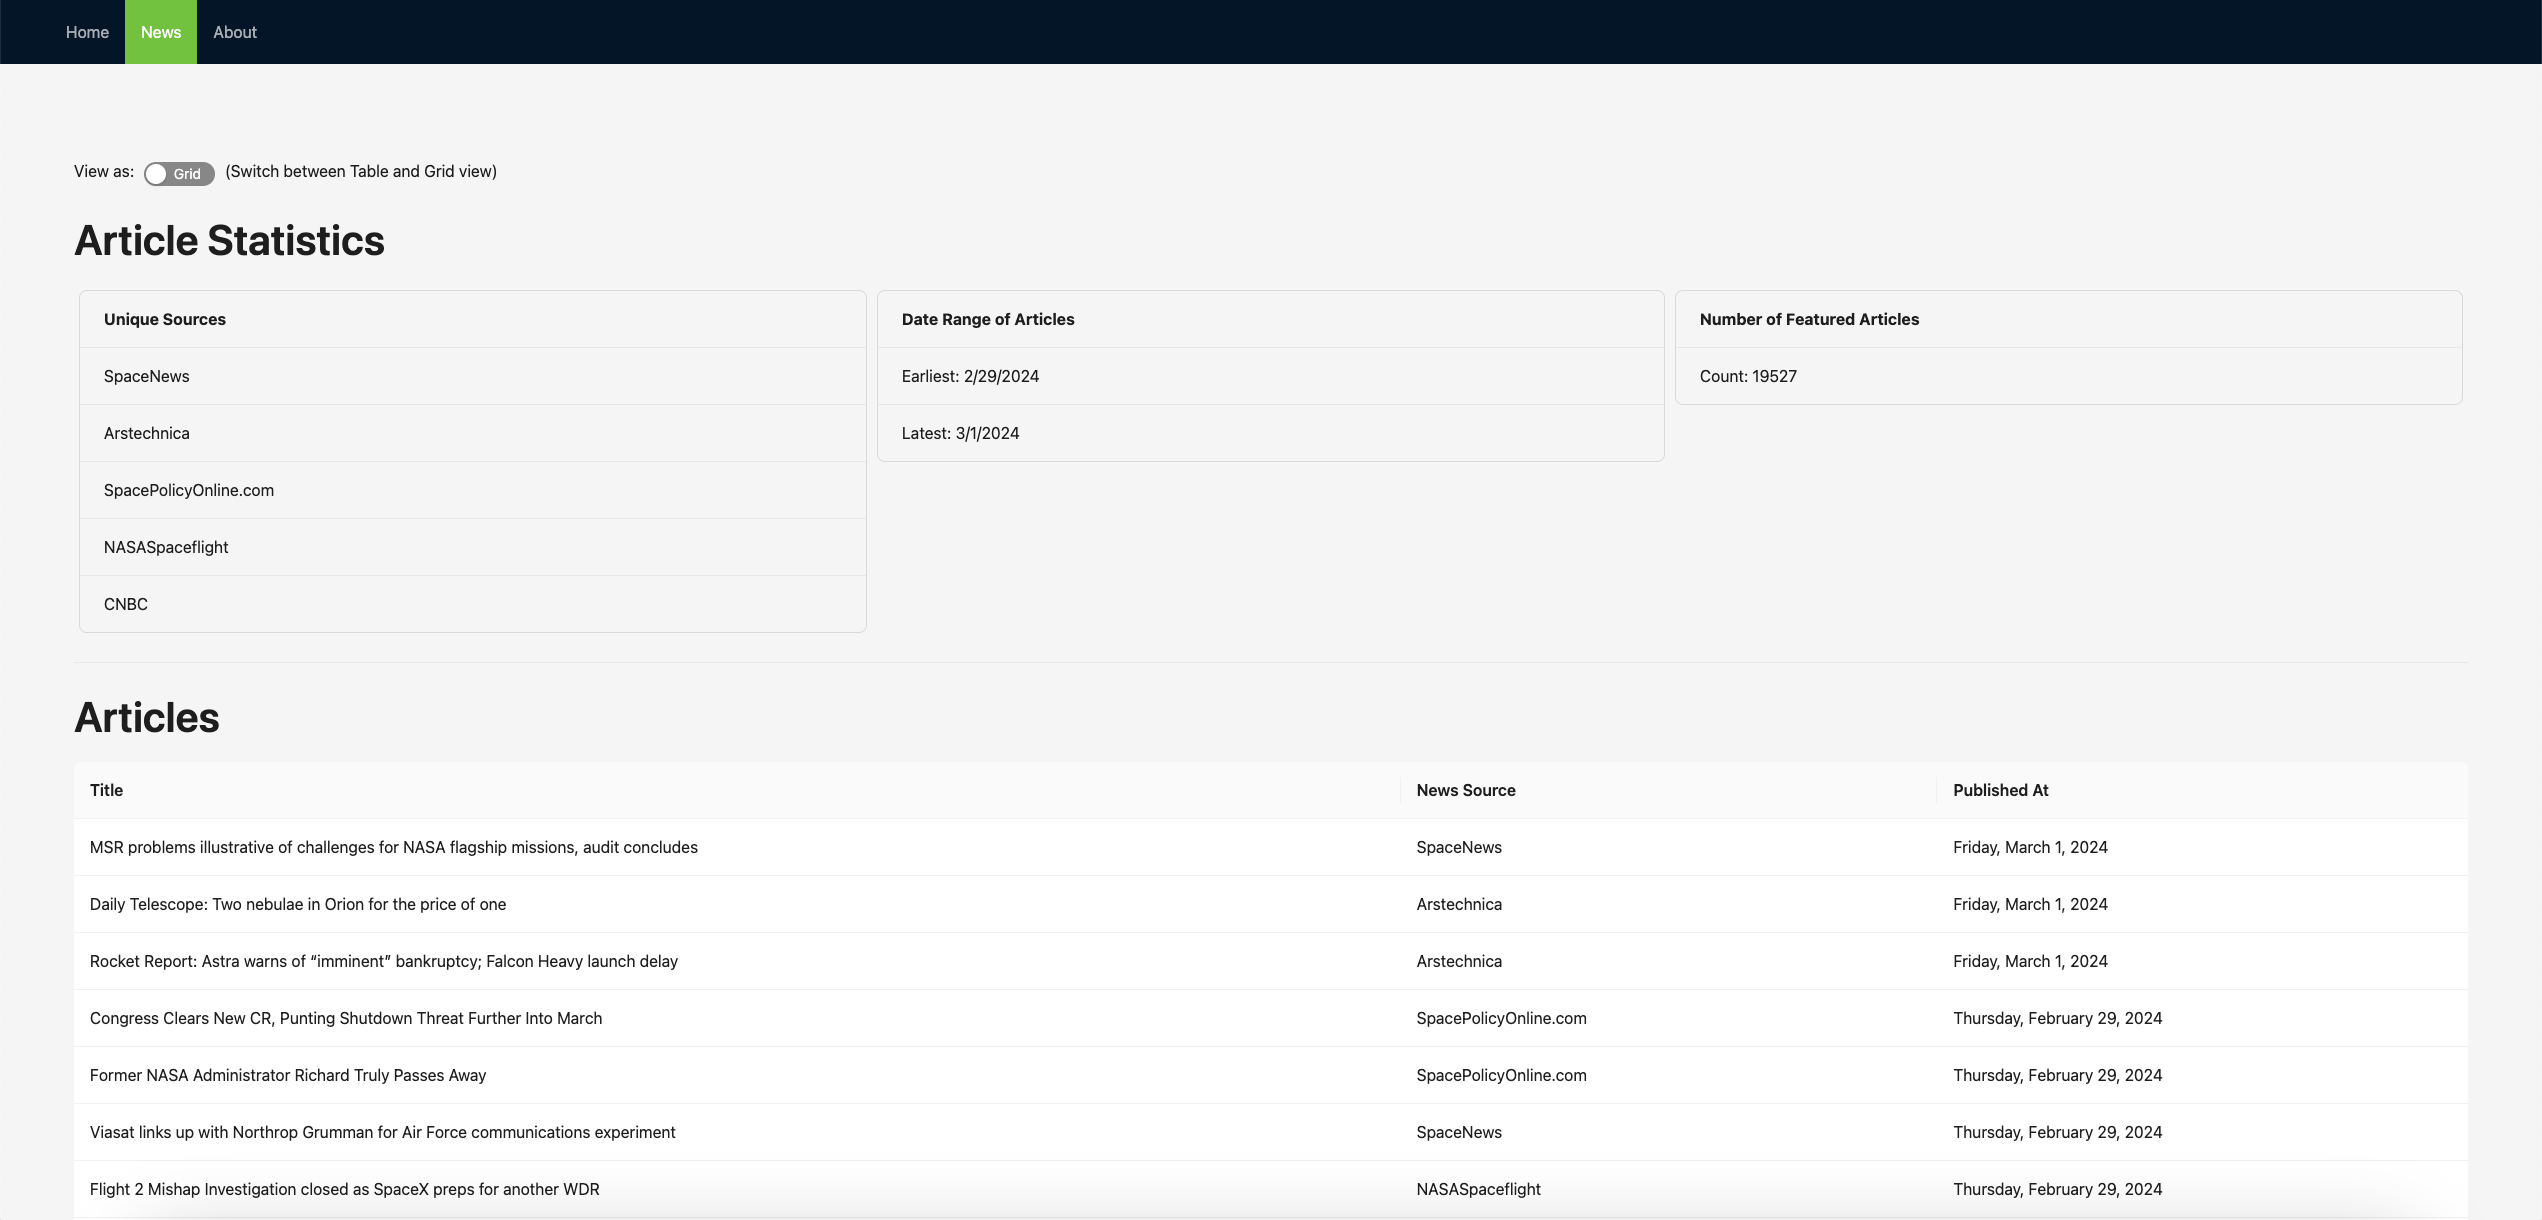 Home News About
View as: Grid (Switch between Table and Grid view)
Article Statistics
Unique Sources
SpaceNews
Arstechnica
SpacePolicyOnline.com
NASASpaceflight
CNBC
Date Range of Articles
Earliest: 2/29/2024
Latest: 3/1/2024
Number of Featured Articles
Count: 19527
Articles
Title News Source Published At
MSR problems illustrative of challenges for NASA flagship missions, audit concludes SpaceNews Friday, March 1, 2024
Daily Telescope: Two nebulae in Orion for the price of one Arstechnica Friday, March 1, 2024
Rocket Report: Astra warns of “imminent” bankruptcy; Falcon Heavy launch delay Arstechnica Friday, March 1, 2024
Congress Clears New CR, Punting Shutdown Threat Further Into March SpacePolicyOnline.com Thursday, February 29, 2024
Former NASA Administrator Richard Truly Passes Away SpacePolicyOnline.com Thursday, February 29, 2024
Viasat links up with Northrop Grumman for Air Force communications experiment SpaceNews Thursday, February 29, 2024
Flight 2 Mishap Investigation closed as SpaceX preps for another WDR NASASpaceflight Thursday, February 29, 2024